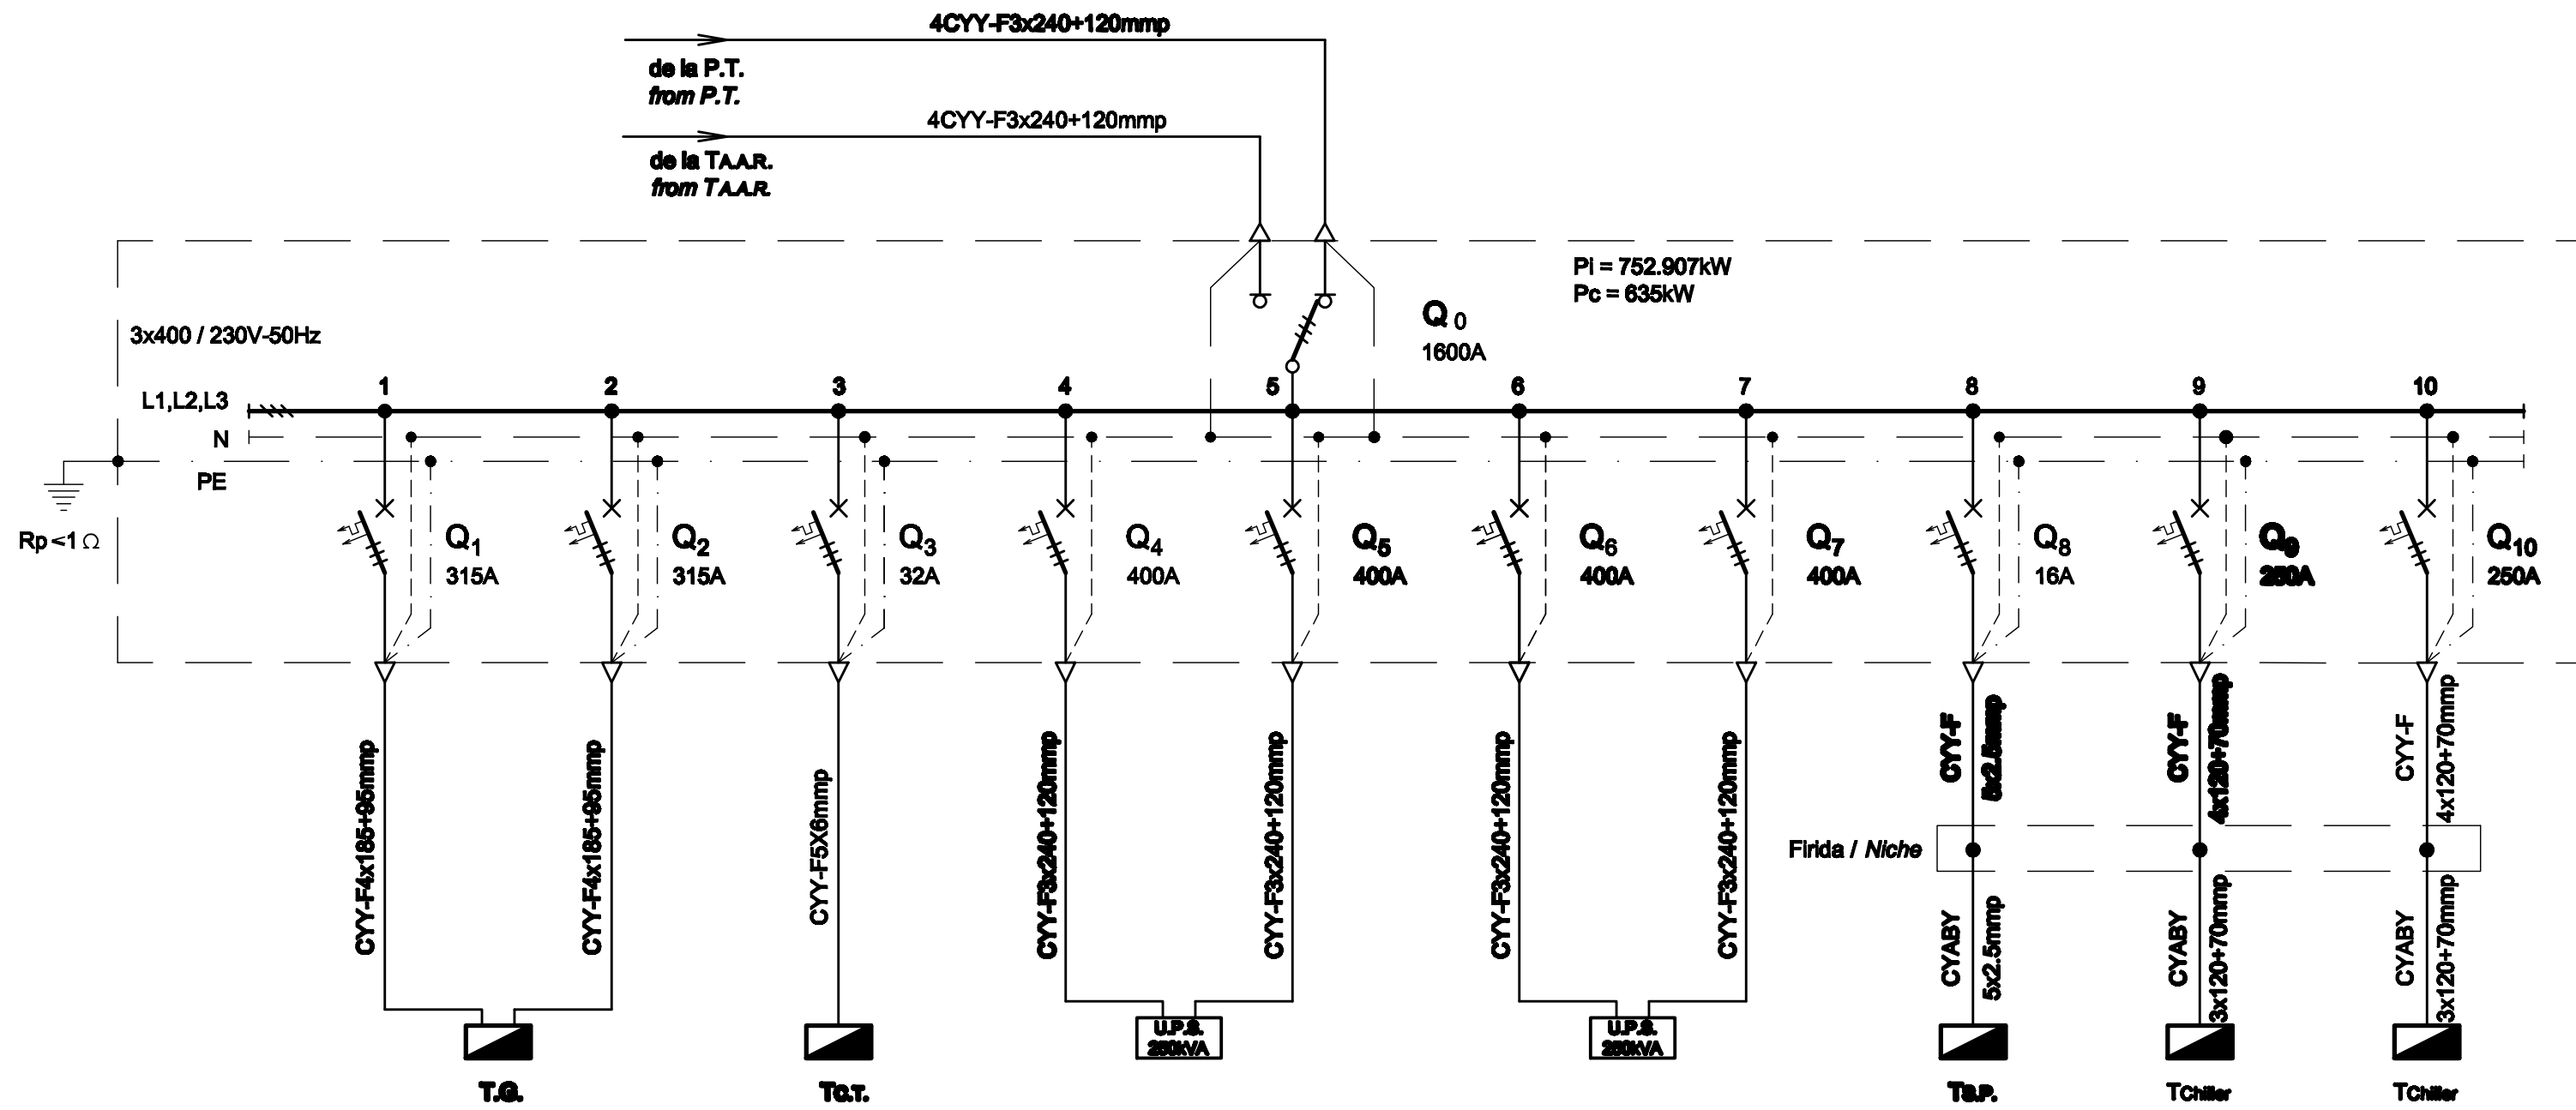 4CYY-F3x240+120mmp
de la P.T.
from P.T.
4CYY-F3x240+120mmp
de la TA.A.R.
from TA.A.R.
Pi = 752.907kW
Pc = 635kW
Q0
1600A
3x400 / 230V-50Hz
L1,L2,L3
N
PE
Rp<1 Ω
1 2 3 4 5 6 7 8 9 10
Q1 Q2 Q3 Q4 Q5 Q6 Q7 Q8 Q9 Q10
315A 315A 32A 400A 400A 400A 400A 16A 250A 250A
CYY-F4x185+95mmp
CYY-F4x185+95mmp
CYY-F5X6mmp
CYY-F3x240+120mmp
CYY-F3x240+120mmp
CYY-F3x240+120mmp
CYY-F3x240+120mmp
CYY-F
5x2.5mmp
CYY-F
4x120+70mmp
CYY-F
4x120+70mmp
Firida / Niche
CYABY
5x2.5mmp
CYABY
3x120+70mmp
CYABY
3x120+70mmp
U.P.S.
250kVA
U.P.S.
250kVA
T.G.
TC.T.
TS.P.
TChiller
TChiller